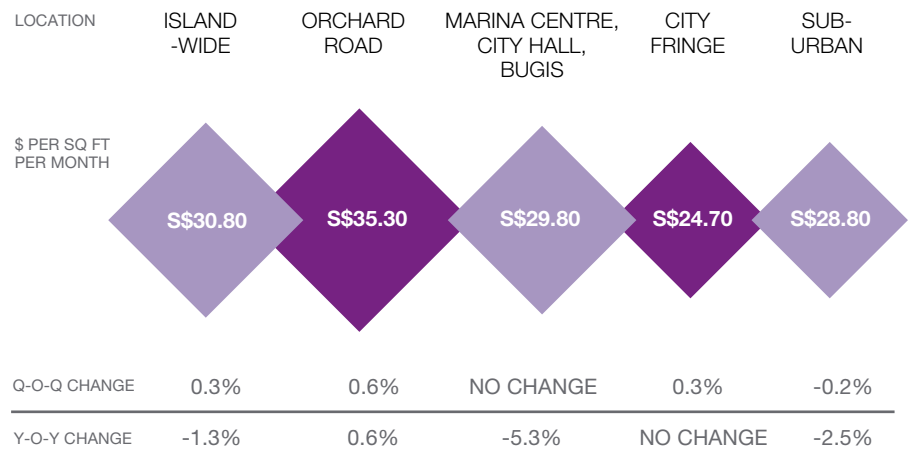 LOCATION
ISLAND
-WIDE
ORCHARD
ROAD
MARINA CENTRE,
CITY HALL,
BUGIS
CITY
FRINGE
SUB-
URBAN
$ PER SQ FT
PER MONTH
S$30.80
S$35.30
S$29.80
S$24.70
S$28.80
Q-O-Q CHANGE 0.3% 0.6% NO CHANGE 0.3% -0.2%
Y-O-Y CHANGE -1.3% 0.6% -5.3% NO CHANGE -2.5%